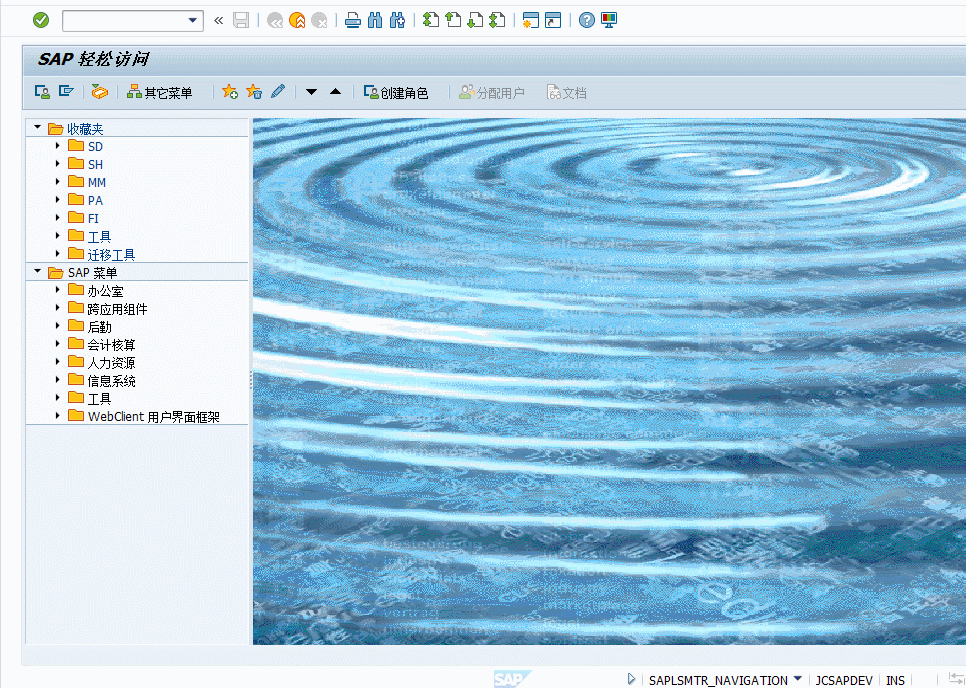 SAP 轻松访问
其它菜单 创建角色 分配用户 文档
收藏夹
SD
SH
MM
PA
FI
工具
迁移工具
SAP 菜单
办公室
跨应用组件
后勤
会计核算
人力资源
信息系统
工具
WebClient 用户界面框架
SAP SAPLSMTR_NAVIGATION JCSAPDEV INS